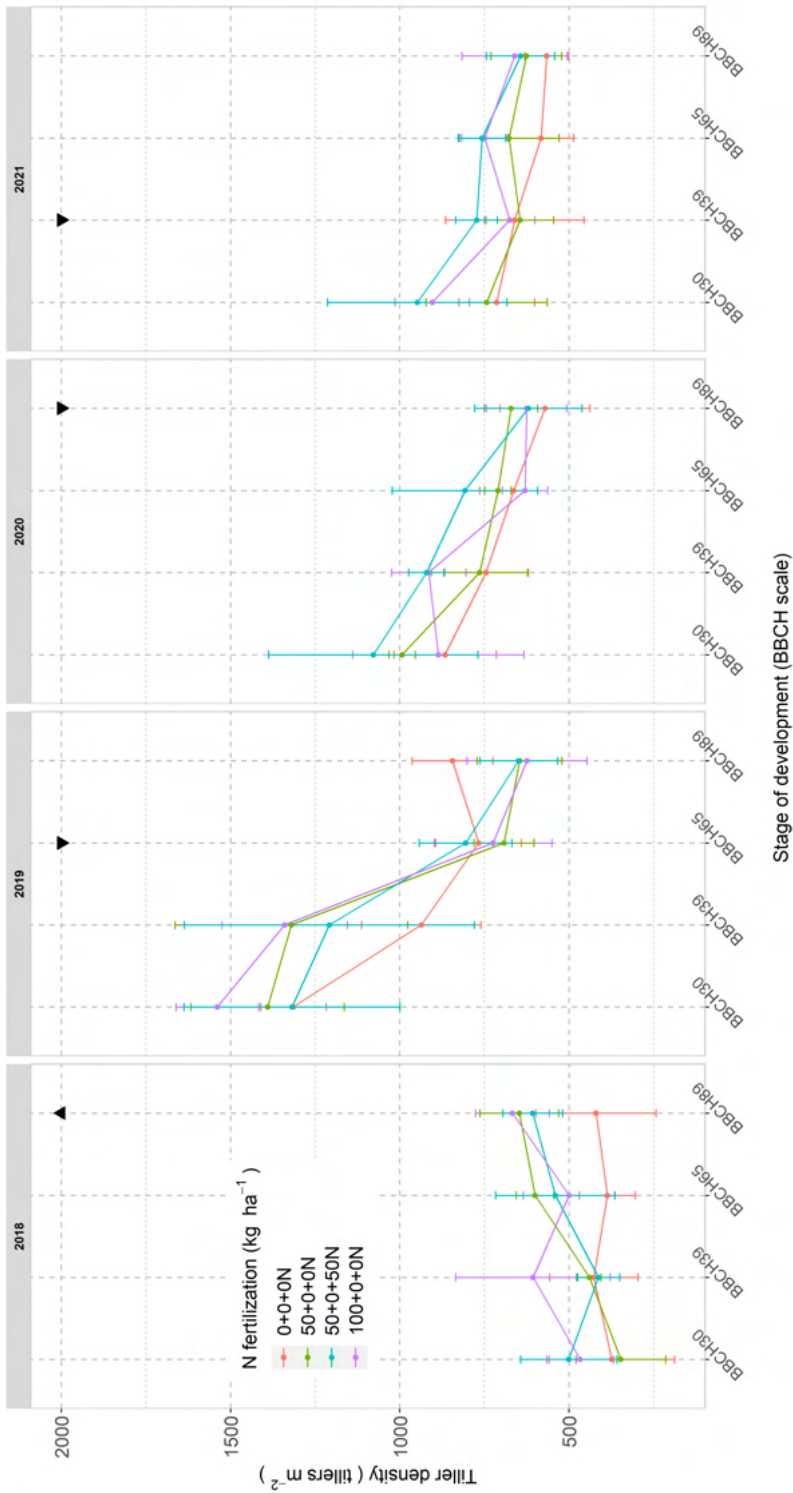 2018
2019
2020
2021
2000
1500
1000
500
Tiller density ( tillers m⁻² )
N fertilization (kg ha⁻¹ )
0+0+0N
50+0+0N
50+0+50N
100+0+0N
BBCH30
BBCH39
BBCH65
BBCH89
BBCH30
BBCH39
BBCH65
BBCH89
BBCH30
BBCH39
BBCH65
BBCH89
BBCH30
BBCH39
BBCH65
BBCH89
Stage of development (BBCH scale)